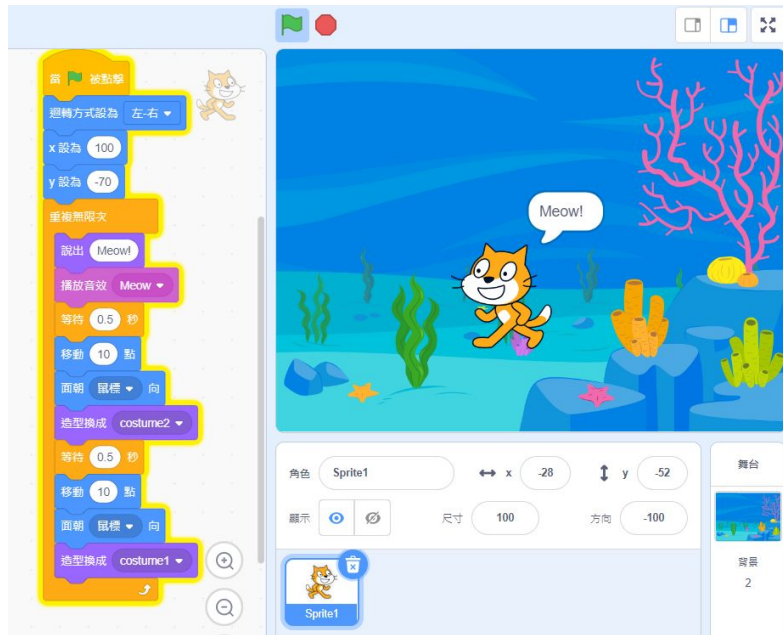 當 被點擊
迴轉方式設為 左-右
x 設為 100
y 設為 -70
重複無限次
說出 Meow!
播放音效 Meow
等待 0.5 秒
移動 10 點
面朝 鼠標 向
造型換成 costume2
等待 0.5 秒
移動 10 點
面朝 鼠標 向
造型換成 costume1
Meow!
角色 Sprite1 x -28 y -52
顯示 尺寸 100 方向 -100
Sprite1
舞台
背景
2